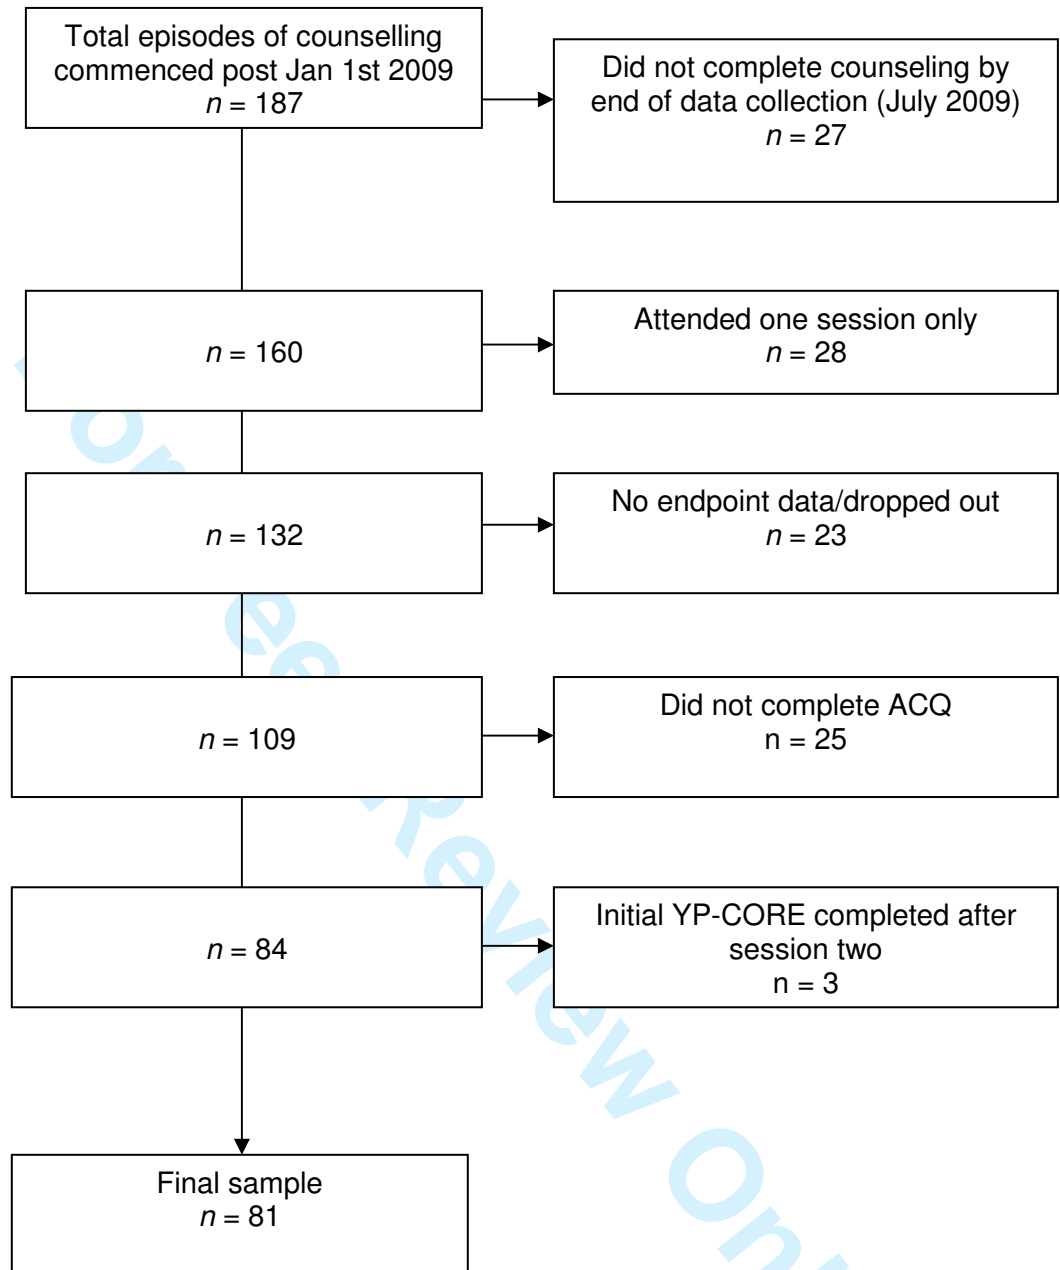 Total episodes of counselling
commenced post Jan 1st 2009
n = 187
Did not complete counseling by
end of data collection (July 2009)
n = 27
n = 160
Attended one session only
n = 28
n = 132
No endpoint data/dropped out
n = 23
n = 109
Did not complete ACQ
n = 25
n = 84
Initial YP-CORE completed after
session two
n = 3
Final sample
n = 81
Review